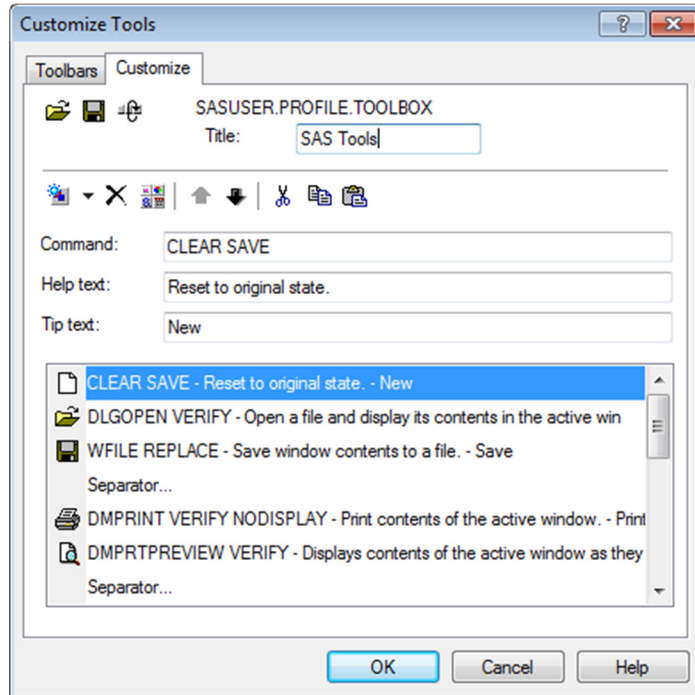 Customize Tools
Toolbars Customize
SASUSER.PROFILE.TOOLBOX
Title: SAS Tools
Command: CLEAR SAVE
Help text: Reset to original state.
Tip text: New
CLEAR SAVE - Reset to original state. - New
DLGOPEN VERIFY - Open a file and display its contents in the active win
WFILE REPLACE - Save window contents to a file. - Save
Separator...
DMPRINT VERIFY NODISPLAY - Print contents of the active window. - Print
DMPRTPREVIEW VERIFY - Displays contents of the active window as they
Separator...
OK Cancel Help